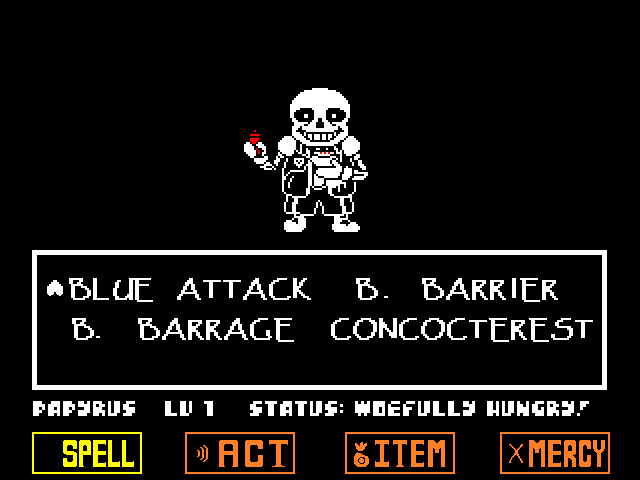 BLUE ATTACK B. BARRIER
B. BARRAGE CONCOCTEREST
PAPYRUS LV 1 STATUS: WOEFULLY HUNGRY!
SPELL ACT ITEM MERCY